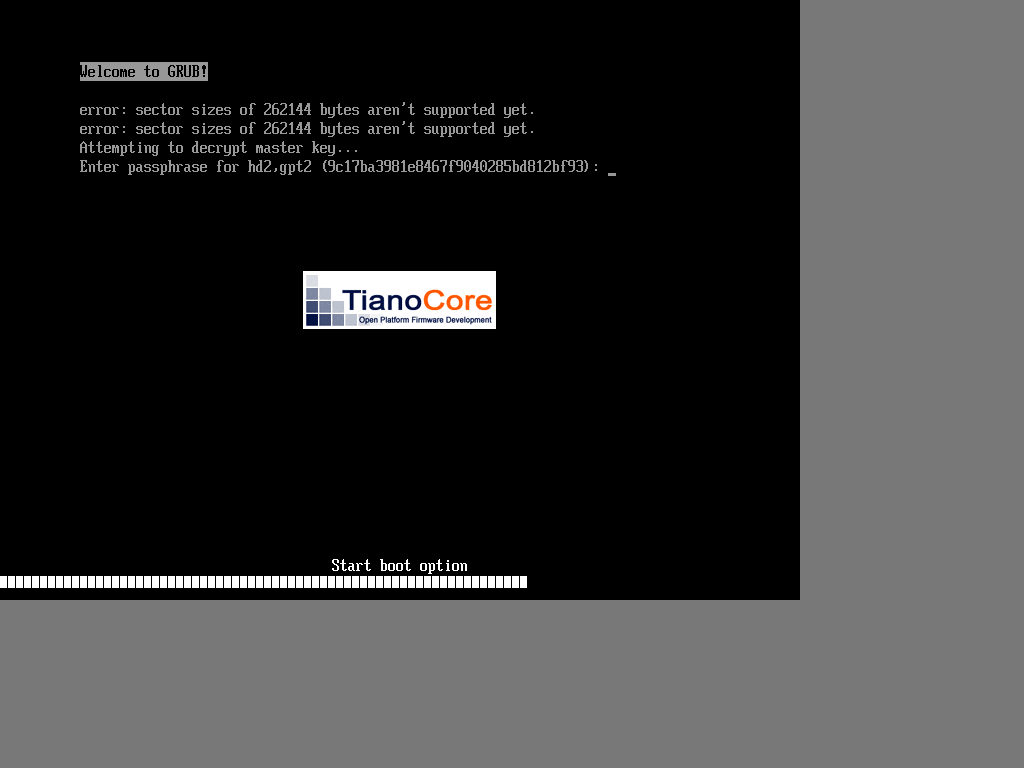 Welcome to GRUB!
error: sector sizes of 262144 bytes aren't supported yet.
error: sector sizes of 262144 bytes aren't supported yet.
Attempting to decrypt master key...
Enter passphrase for hd2,gpt2 (9c17ba3981e8467f9040285bd812bf93): _
TianoCore
Open Platform Firmware Development
Start boot option